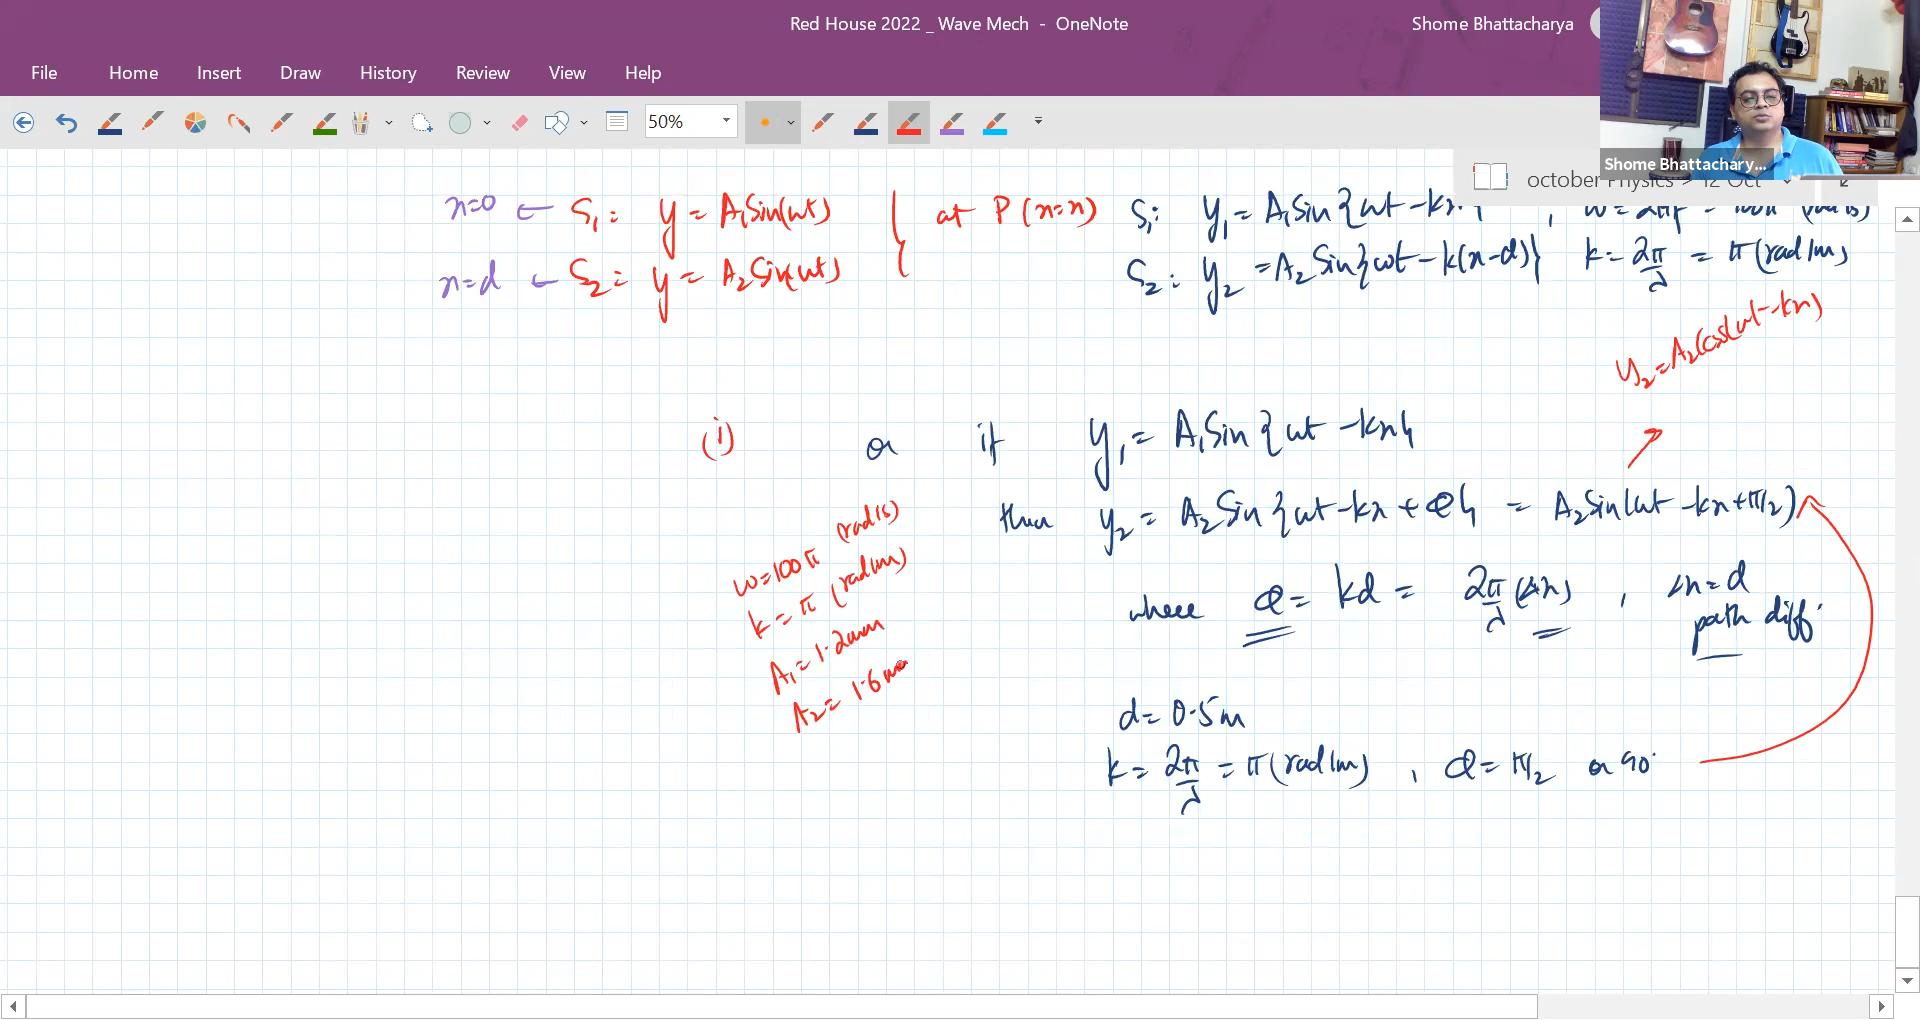 Red House 2022 _ Wave Mech - OneNote
Shome Bhattacharya
File Home Insert Draw History Review View Help
50%
Shome Bhattachary...
october Physics > 12 Oct
x=0 ← S₁: y = A₁Sin(ωt)
x=d ← S₂: y = A₂Sin(ωt)
at P (x=x)
S₁: y₁ = A₁Sin{ωt - kx}, ω = 2πf = 100π (rad/s)
S₂: y₂ = A₂Sin{ωt - k(x-d)} k = 2π/λ = π(rad/m)
y₂ = A₂Cos(ωt - kx)
(i) or if y₁ = A₁Sin{ωt - kx}
then y₂ = A₂Sin{ωt - kx + φ} = A₂Sin(ωt - kx + π/2)
ω = 100π (rad/s)
k = π (rad/m)
A₁ = 1.2mm
A₂ = 1.6m
where φ = kd = 2π/λ (Δx), Δx = d
path diff.
d = 0.5m
k = 2π/λ = π(rad/m), φ = π/2 or 90°